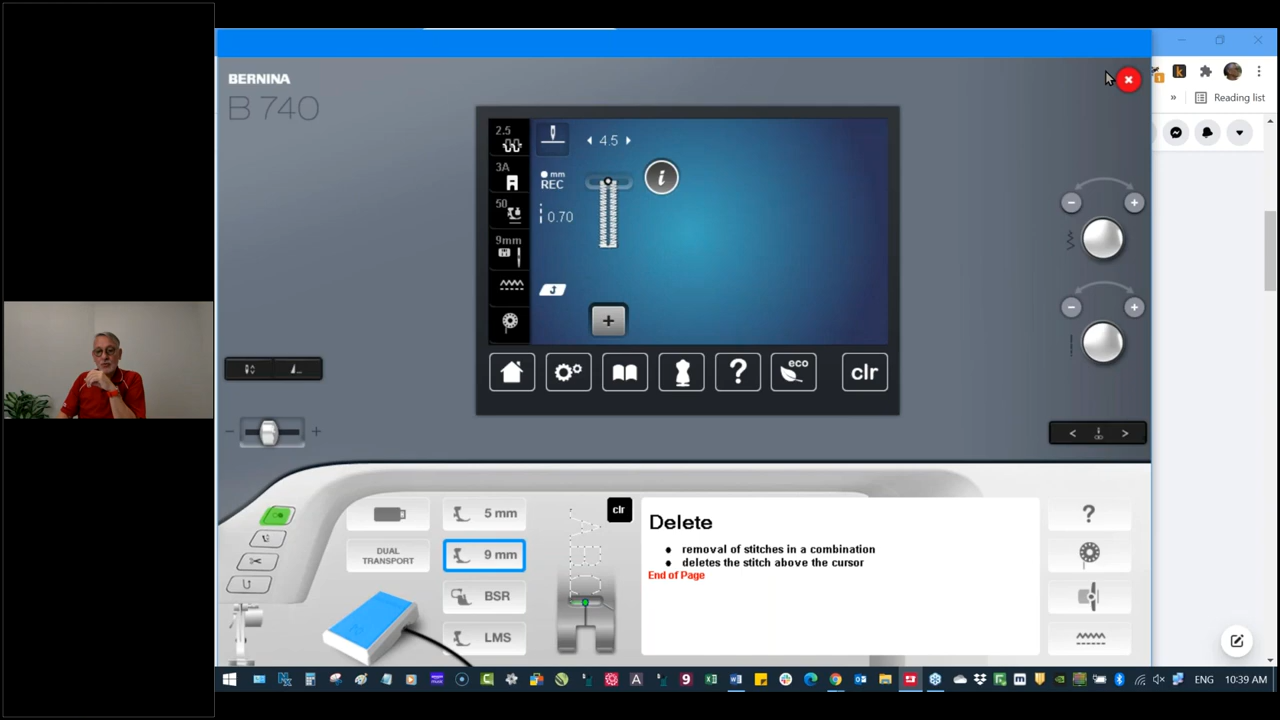 BERNINA
B 740
Reading list
2.5
4.5
3A
mm
REC
50
0.70
9mm
+
?
eco
clr
- +
- +
- +
< >
DUAL
TRANSPORT
5 mm
9 mm
BSR
LMS
clr
Delete
• removal of stitches in a combination
• deletes the stitch above the cursor
End of Page
?
ENG
10:39 AM